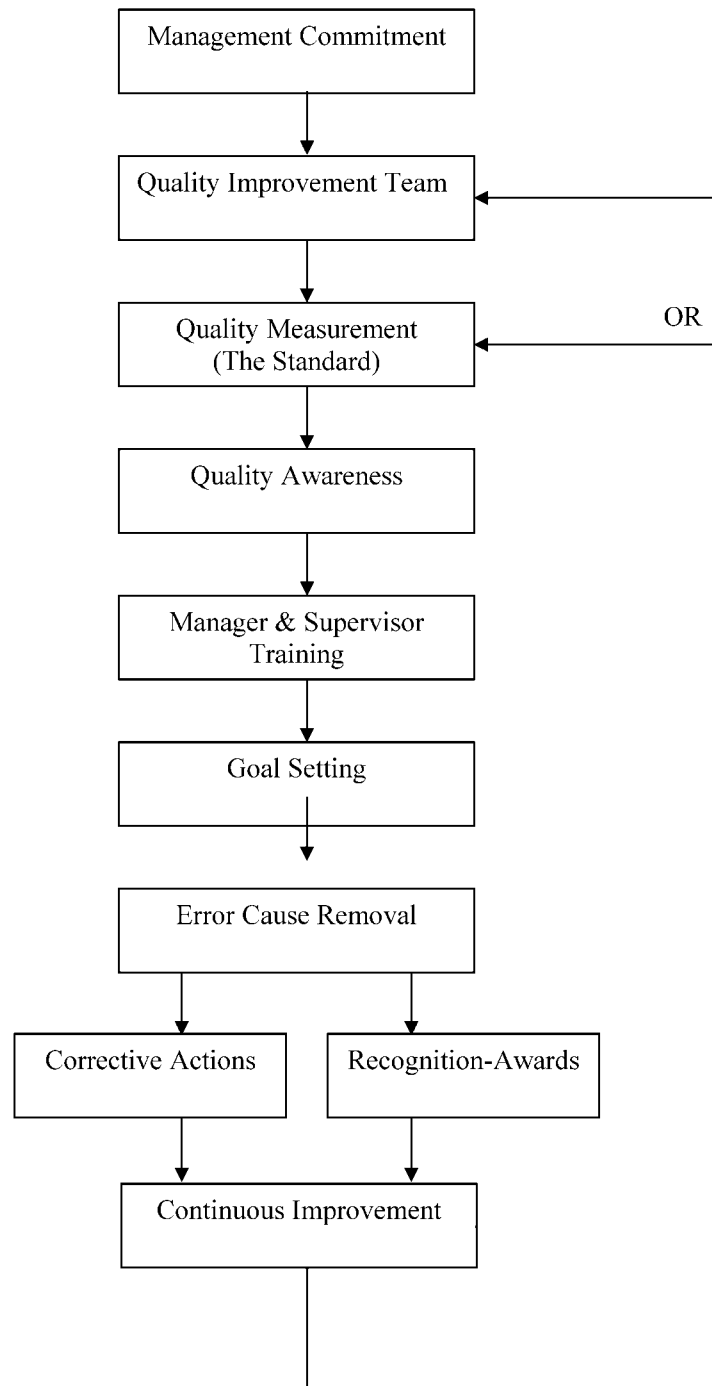 Management Commitment
Quality Improvement Team
OR
Quality Measurement
(The Standard)
Quality Awareness
Manager & Supervisor
Training
Goal Setting
Error Cause Removal
Corrective Actions
Recognition-Awards
Continuous Improvement